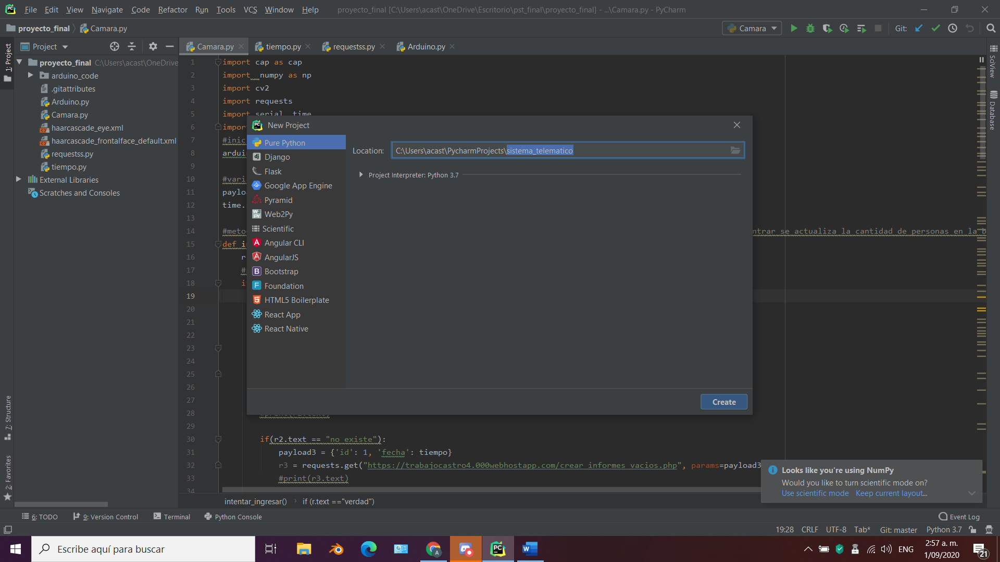 File Edit View Navigate Code Refactor Run Tools VCS Window Help
proyecto_final [C:\Users\acast\OneDrive\Escritorio\pst_final\proyecto_final] - ...\Camara.py - PyCharm
proyecto_final Camara.py
Camara
Git:
Project
Camara.py
tiempo.py
requestss.py
Arduino.py
1: Project
proyecto_final C:\Users\acast\OneDrive
arduino_code
.gitattributes
Arduino.py
Camara.py
haarcascade_eye.xml
haarcascade_frontalface_default.xml
requestss.py
tiempo.py
External Libraries
Scratches and Consoles
7: Structure
2: Favorites
1 import cap as cap
2 import numpy as np
3 import cv2
4 import requests
5 import serial, time
6 impor
7 #inic
8 ardui
9
10 #vari
11 paylo
12 time.
13
14 #meto ntrar se actualiza la cantidad de personas en la b
15 def i
16 r
17 #
18 i
19
20
21
22
23
24
25
26
27
28 #print(r2.text)
29
30 if(r2.text == "no existe"):
31 payload3 = {'id': 1, 'fecha': tiempo}
32 r3 = requests.get("https://trabajocastro4.000webhostapp.com/crear_informes_vacios.php", params=payload3
33 #print(r3.text)
34
New Project
Pure Python
Django
Flask
Google App Engine
Pyramid
Web2Py
Scientific
Angular CLI
AngularJS
Bootstrap
Foundation
HTML5 Boilerplate
React App
React Native
Location: C:\Users\acast\PycharmProjects\sistema_telematico
Project Interpreter: Python 3.7
Create
SciView
Database
Looks like you're using NumPy
Would you like to turn scientific mode on?
Use scientific mode Keep current layout...
intentar_ingresar() if (r.text =="verdad")
6: TODO 9: Version Control Terminal Python Console
Event Log
19:28 CRLF UTF-8 Tab* Git: master Python 3.7
Escribe aquí para buscar
ENG
2:57 a. m.
1/09/2020
21